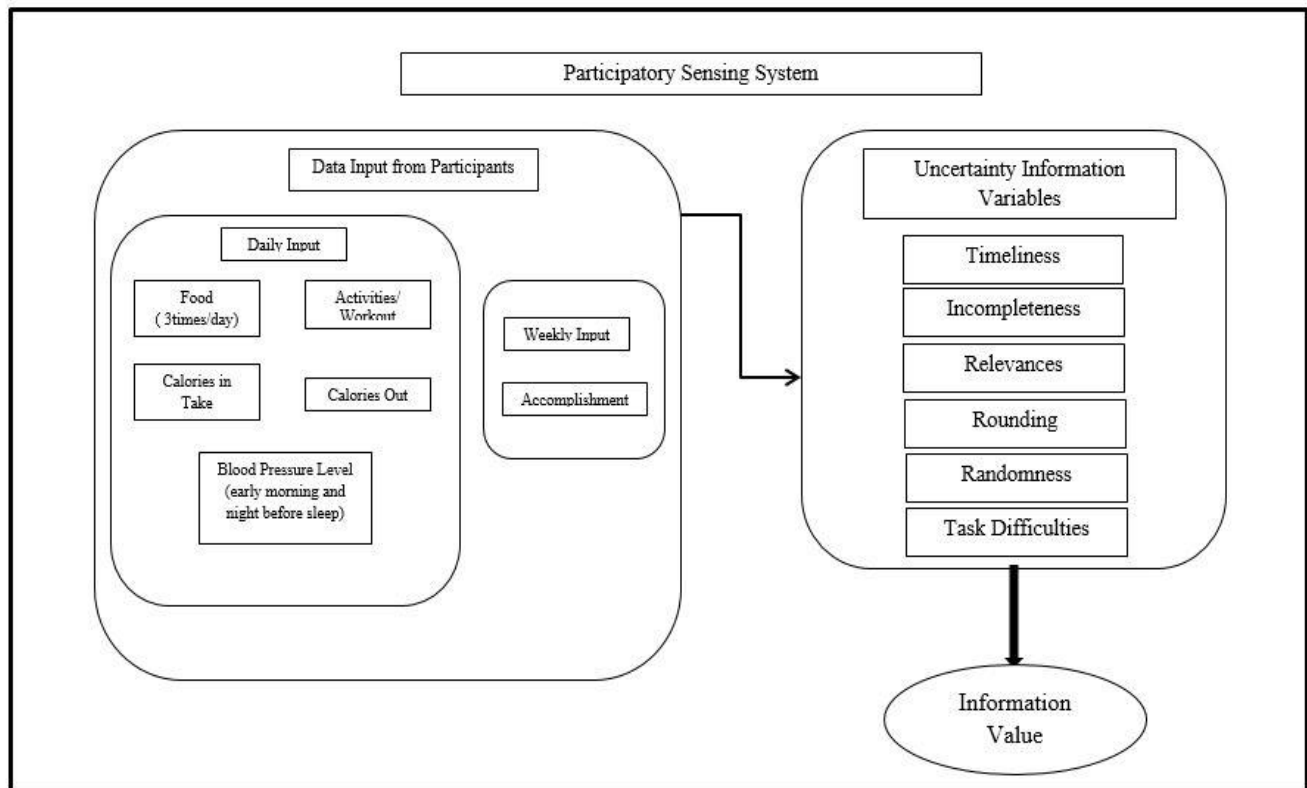 Participatory Sensing System
Data Input from Participants
Daily Input
Food
( 3times/day)
Activities/
Workout
Calories in
Take
Calories Out
Blood Pressure Level
(early morning and
night before sleep)
Weekly Input
Accomplishment
Uncertainty Information
Variables
Timeliness
Incompleteness
Relevances
Rounding
Randomness
Task Difficulties
Information
Value